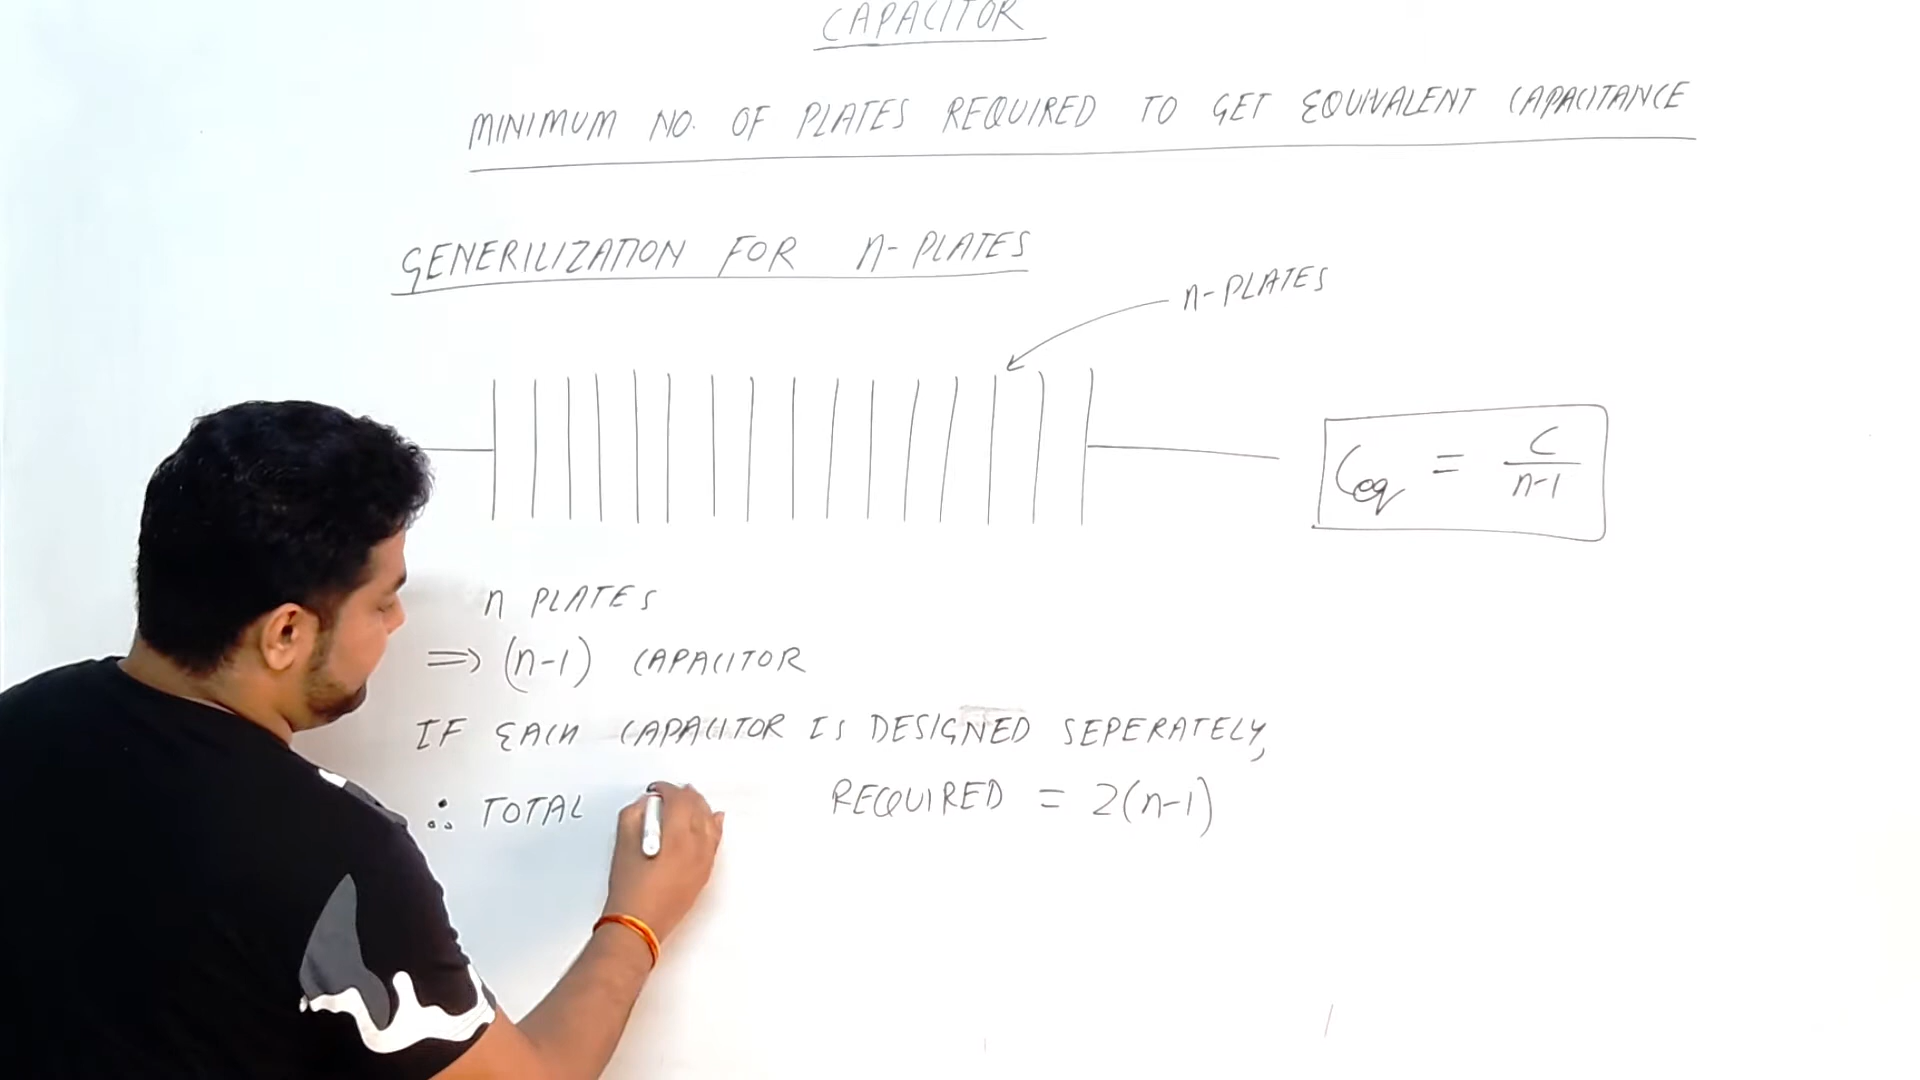 CAPACITOR
MINIMUM NO. OF PLATES REQUIRED TO GET EQUIVALENT CAPACITANCE
GENERILIZATION FOR n-PLATES
n-PLATES
Ceq = C/n-1
n PLATES
⇒ (n-1) CAPACITOR
IF EACH CAPACITOR IS DESIGNED SEPERATELY,
∴ TOTAL REQUIRED = 2(n-1)